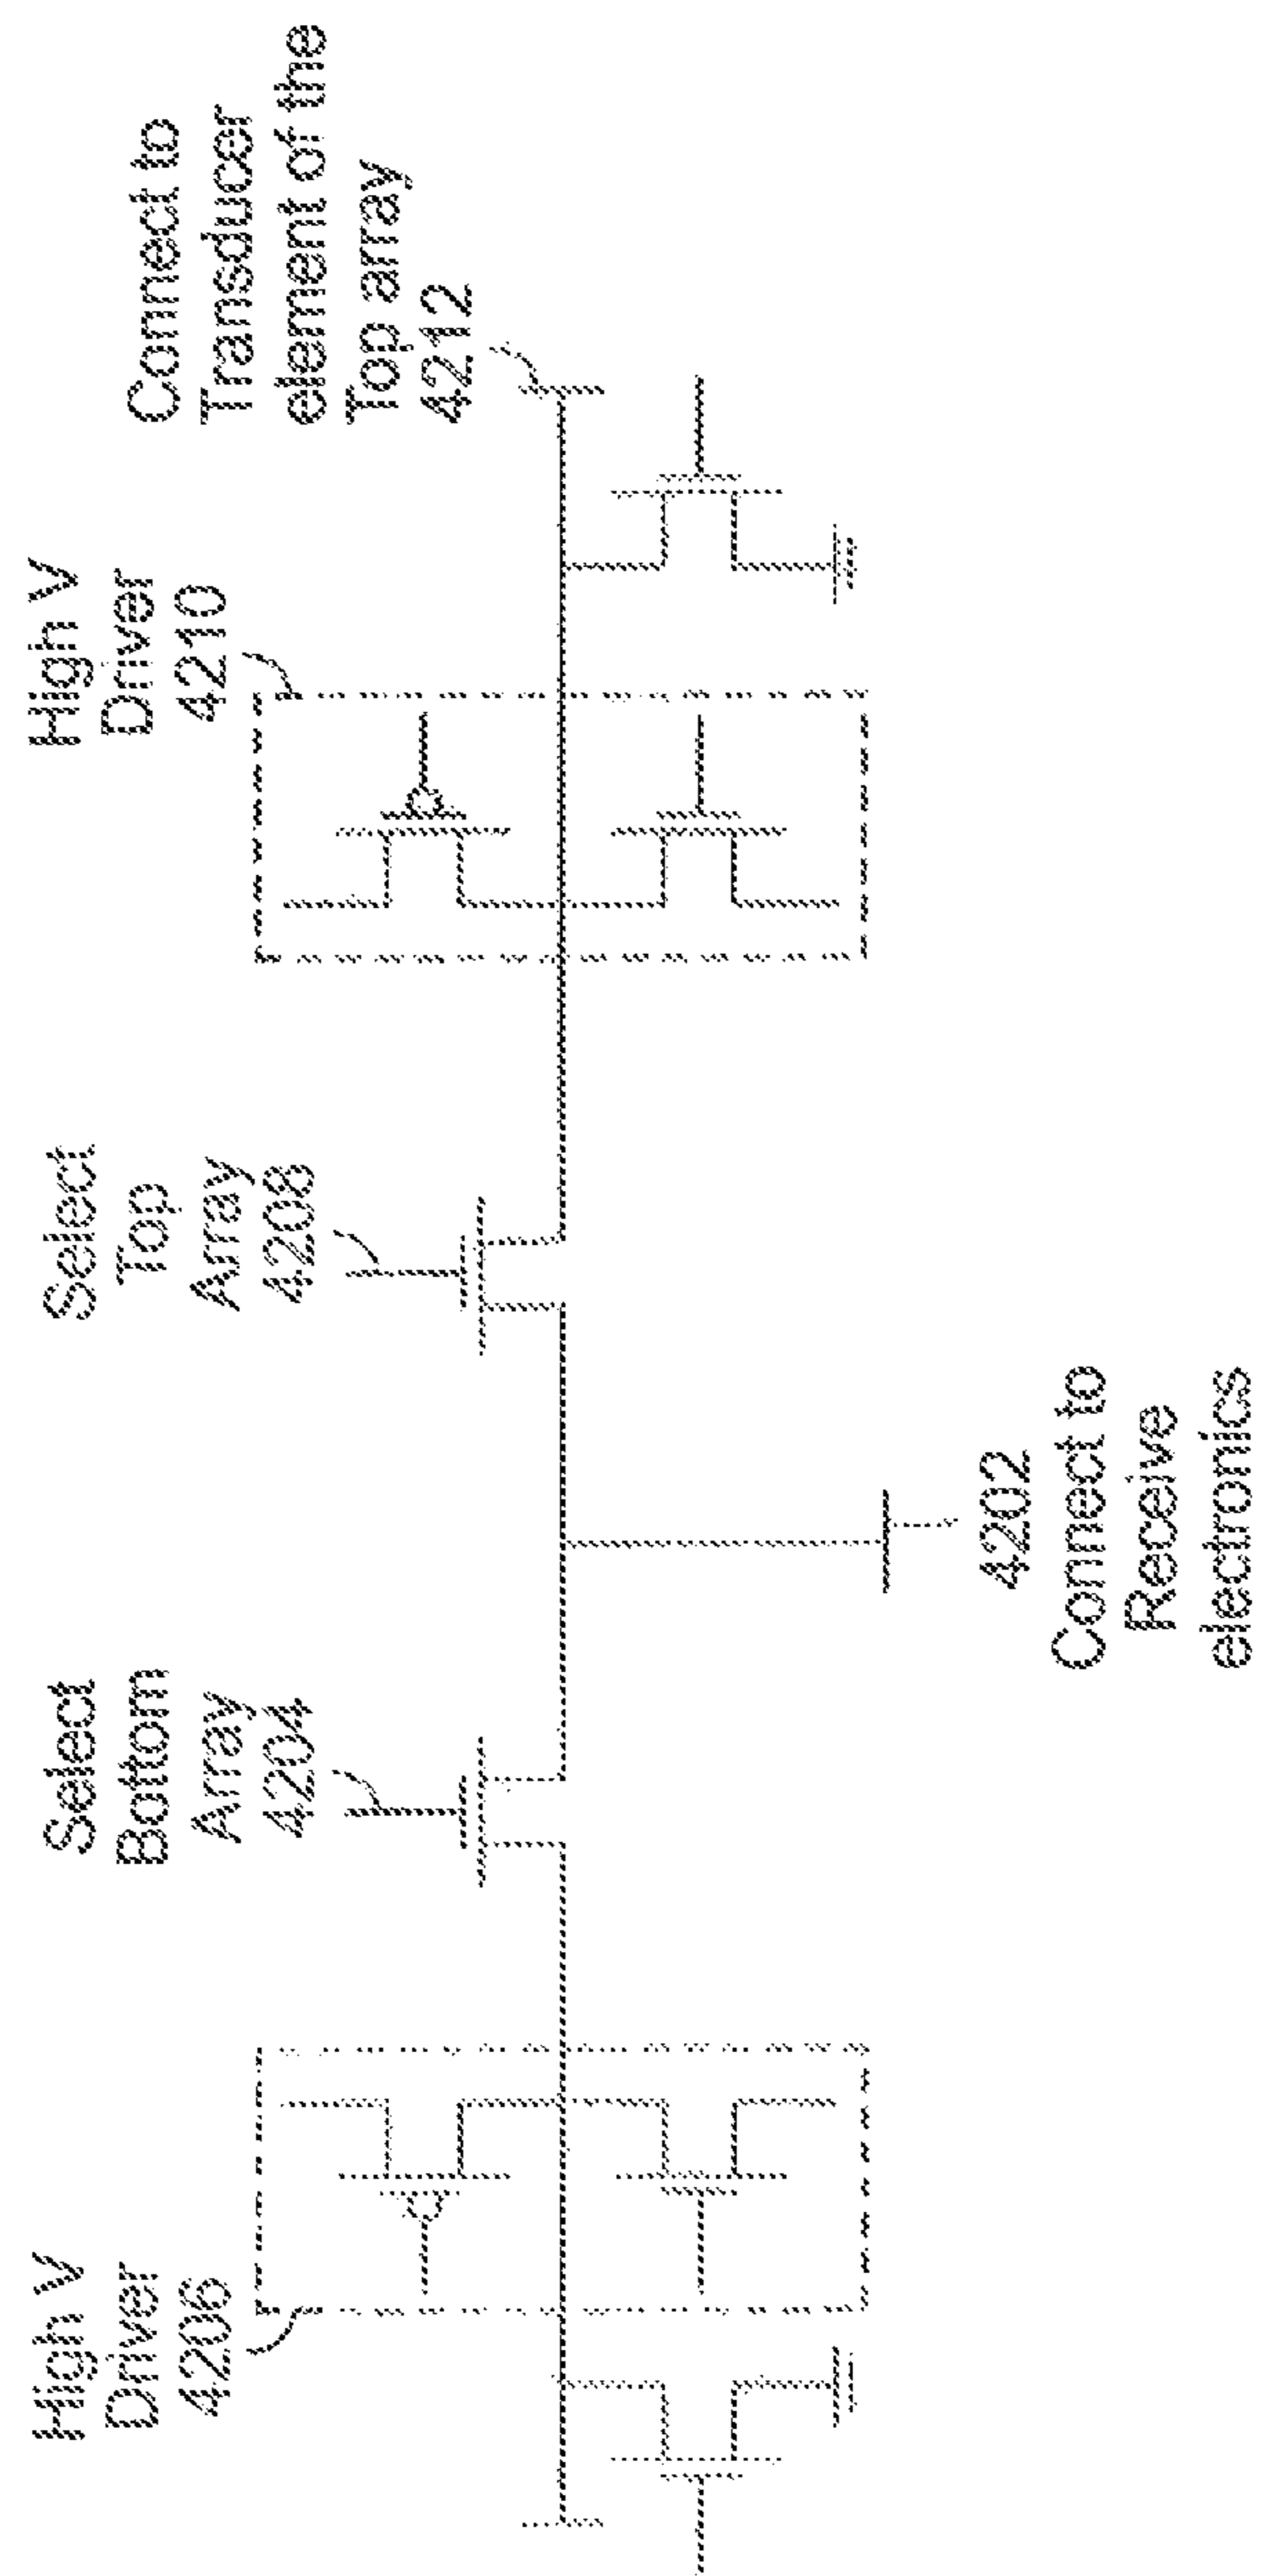 High V
Driver
4206
Select
Bottom
Array
4204
Select
Top
Array
4208
High V
Driver
4210
Connect to
Transducer
element of the
Top array
4212
4202
Connect to
Receive
electronics